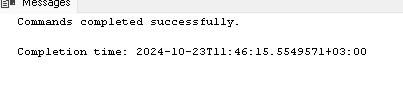 Messages
Commands completed successfully.
Completion time: 2024-10-23T11:46:15.5549571+03:00